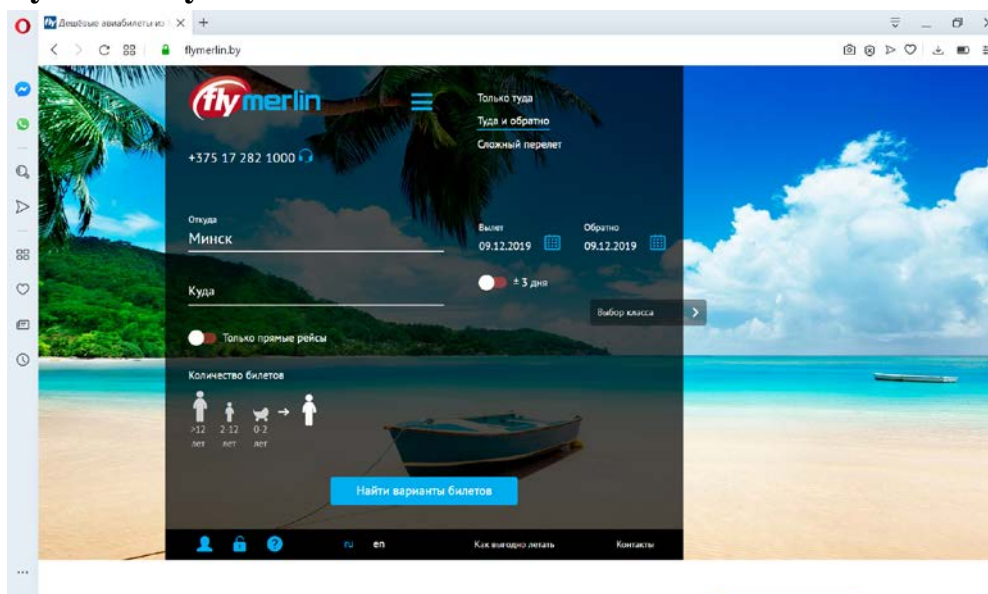 Дешёвые авиабилеты из
flymerlin.by
flymerlin
Только туда
Туда и обратно
Сложный перелет
+375 17 282 1000
Откуда
Минск
Вылет
Обратно
09.12.2019
09.12.2019
± 3 дня
Куда
Выбор класса
Только прямые рейсы
Количество билетов
>12 2-12 0-2
лет лет лет
Найти варианты билетов
ru en
Как выгодно летать
Контакты